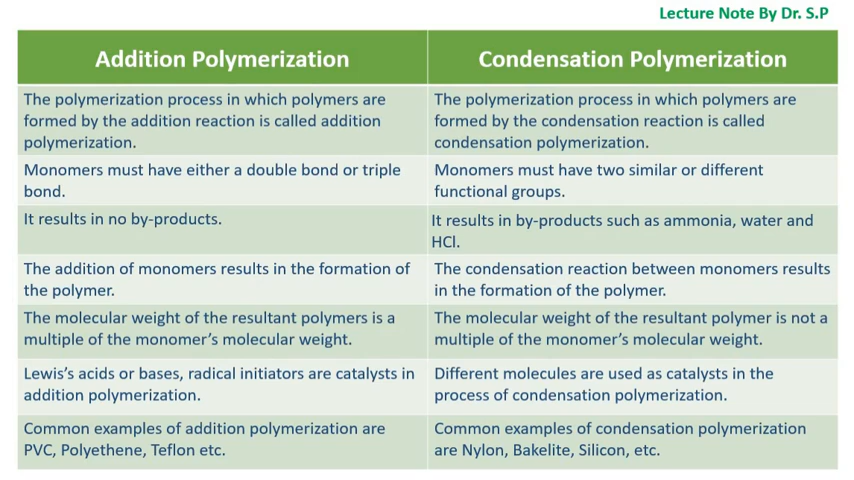 Lecture Note By Dr. S.P
Addition Polymerization
Condensation Polymerization
The polymerization process in which polymers are
formed by the addition reaction is called addition
polymerization.
The polymerization process in which polymers are
formed by the condensation reaction is called
condensation polymerization.
Monomers must have either a double bond or triple
bond.
Monomers must have two similar or different
functional groups.
It results in no by-products.
It results in by-products such as ammonia, water and
HCl.
The addition of monomers results in the formation of
the polymer.
The condensation reaction between monomers results
in the formation of the polymer.
The molecular weight of the resultant polymers is a
multiple of the monomer's molecular weight.
The molecular weight of the resultant polymer is not a
multiple of the monomer's molecular weight.
Lewis's acids or bases, radical initiators are catalysts in
addition polymerization.
Different molecules are used as catalysts in the
process of condensation polymerization.
Common examples of addition polymerization are
PVC, Polyethene, Teflon etc.
Common examples of condensation polymerization
are Nylon, Bakelite, Silicon, etc.